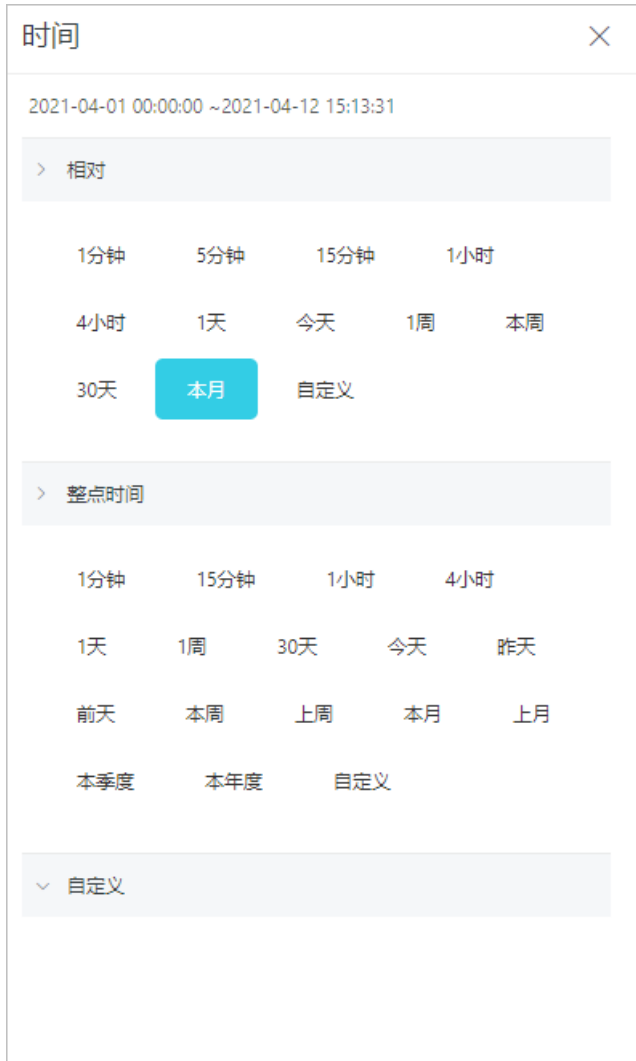 时间
2021-04-01 00:00:00 ~2021-04-12 15:13:31
相对
1分钟 5分钟 15分钟 1小时
4小时 1天 今天 1周 本周
30天 本月 自定义
整点时间
1分钟 15分钟 1小时 4小时
1天 1周 30天 今天 昨天
前天 本周 上周 本月 上月
本季度 本年度 自定义
自定义